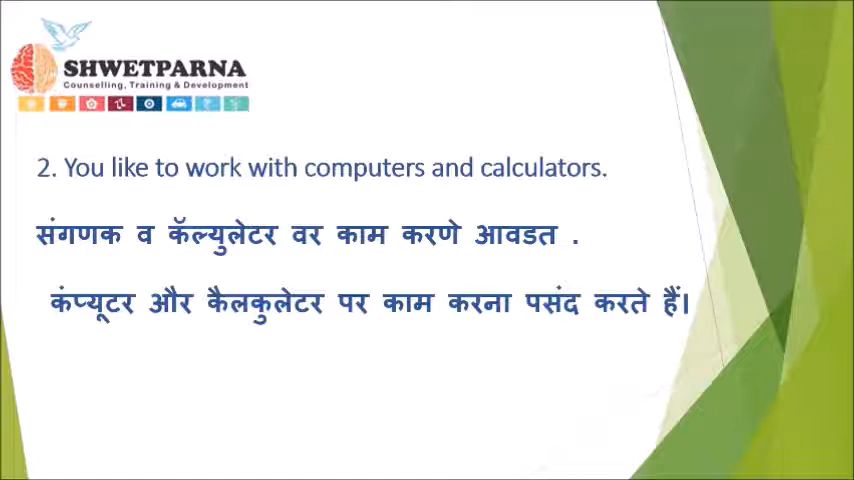 SHWETPARNA
Counselling, Training & Development
2. You like to work with computers and calculators.
संगणक व कॅल्युलेटर वर काम करणे आवडत .
कंप्यूटर और कैलकुलेटर पर काम करना पसंद करते हैं।